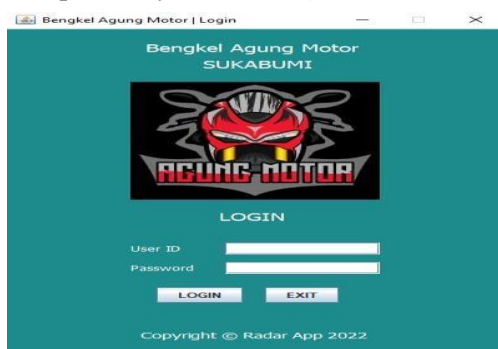 Bengkel Agung Motor | Login
Bengkel Agung Motor
SUKABUMI
AGUNG MOTOR
LOGIN
User ID
Password
LOGIN EXIT
Copyright © Radar App 2022